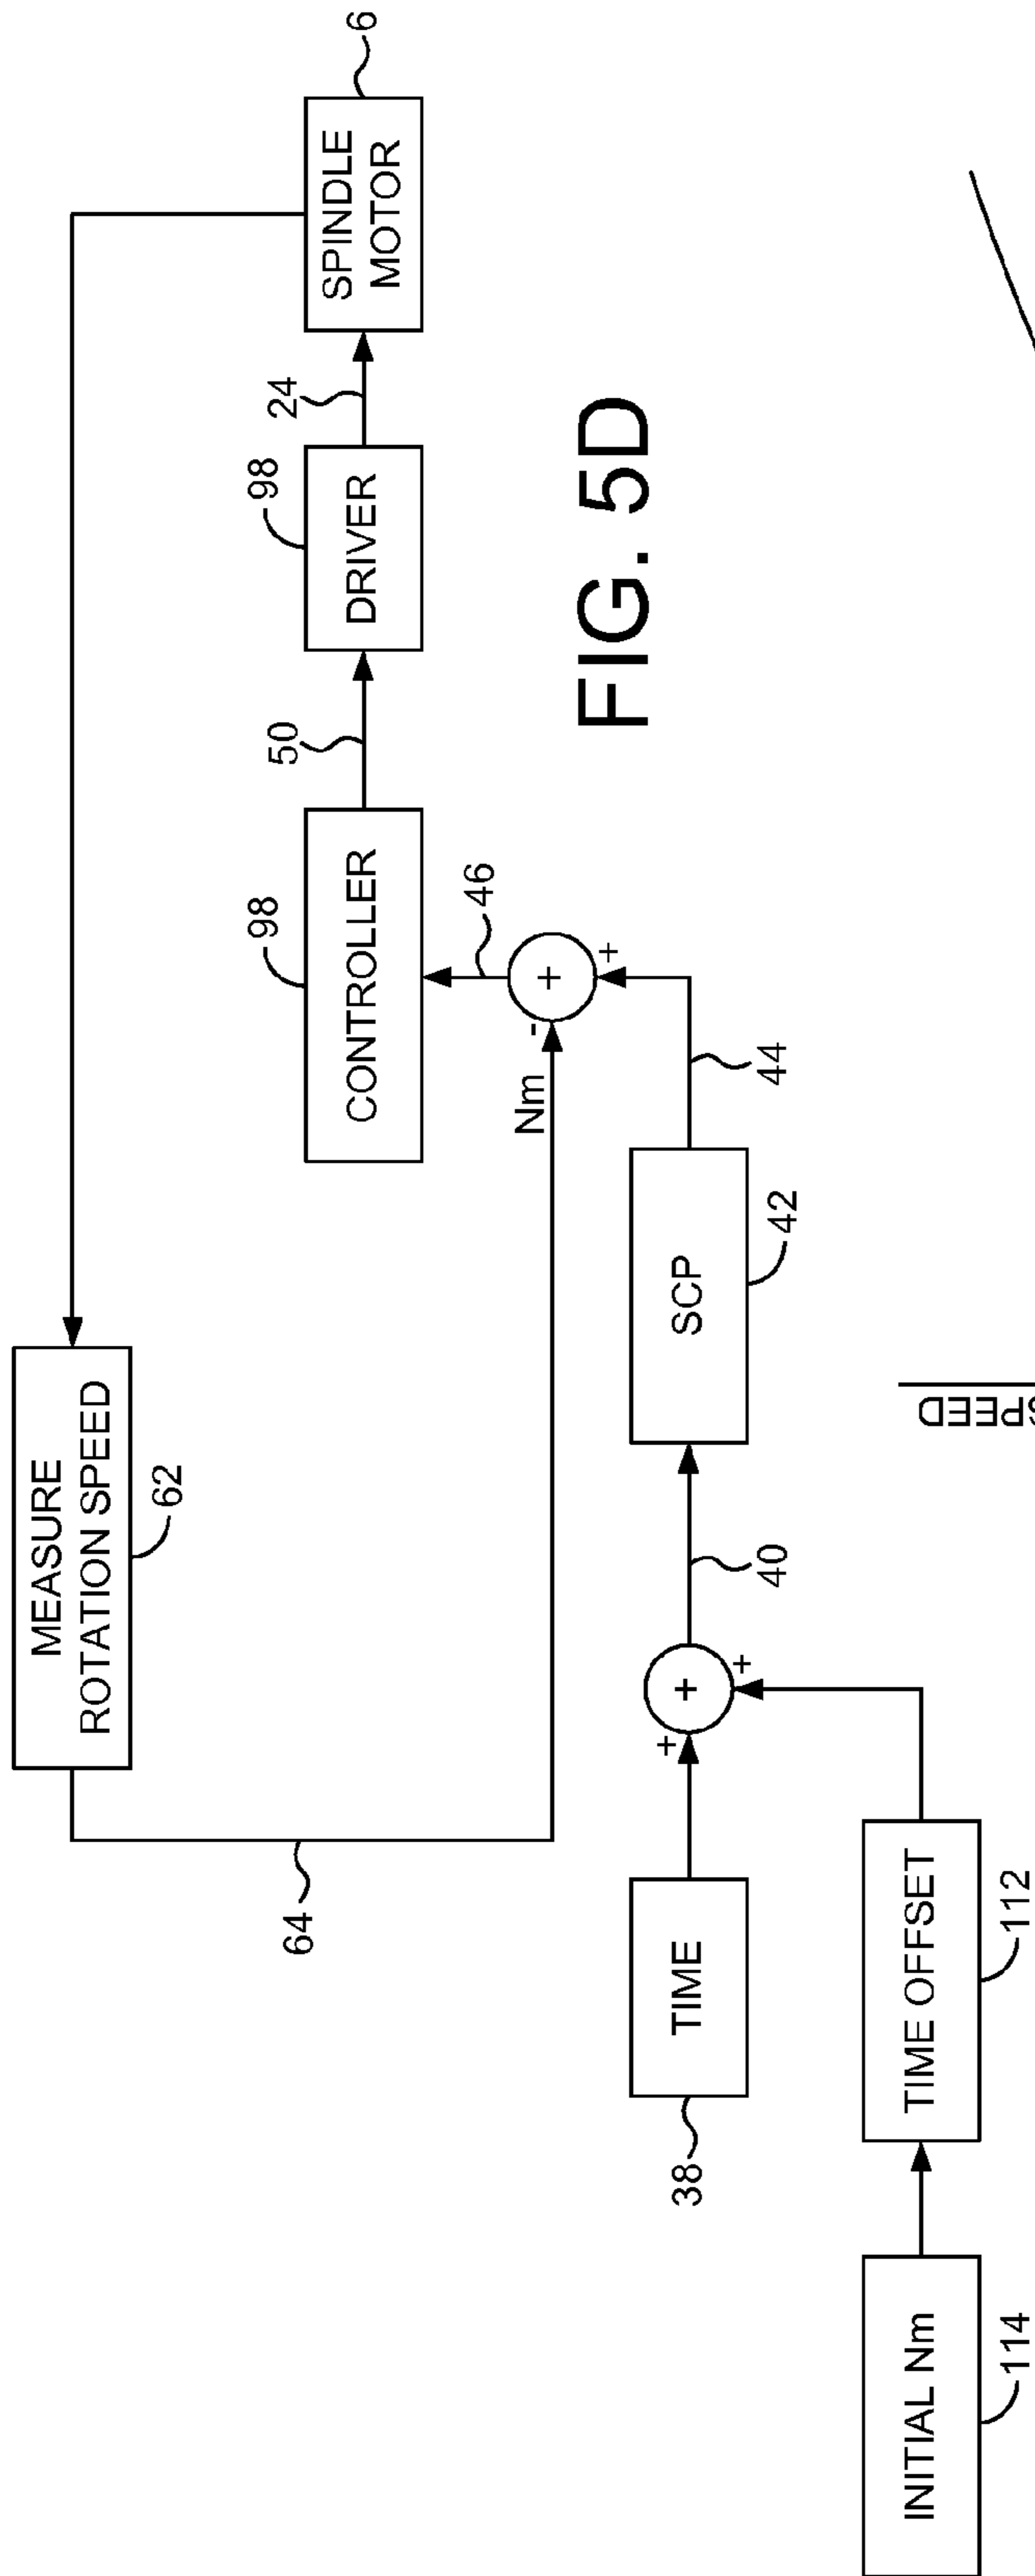 MEASURE
ROTATION SPEED
62
64
98
CONTROLLER
50
98
DRIVER
24
SPINDLE
MOTOR
6
Nm
-
+
+
46
44
38
TIME
+
+
+
40
SCP
42
INITIAL Nm
114
TIME OFFSET
112
FIG. 5D